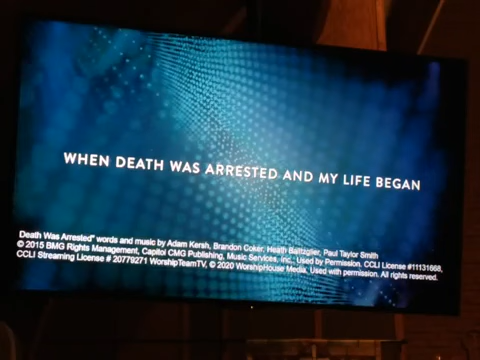 WHEN DEATH WAS ARRESTED AND MY LIFE BEGAN
Death Was Arrested" words and music by Adam Kersh, Brandon Coker, Heath Balltzglier, Paul Taylor Smith
© 2015 BMG Rights Management, Capitol CMG Publishing, Music Services, Inc., Used by Permission. CCLI License #11131668,
CCLI Streaming License # 20779271 WorshipTeamTV, © 2020 WorshipHouse Media. Used with permission. All rights reserved.